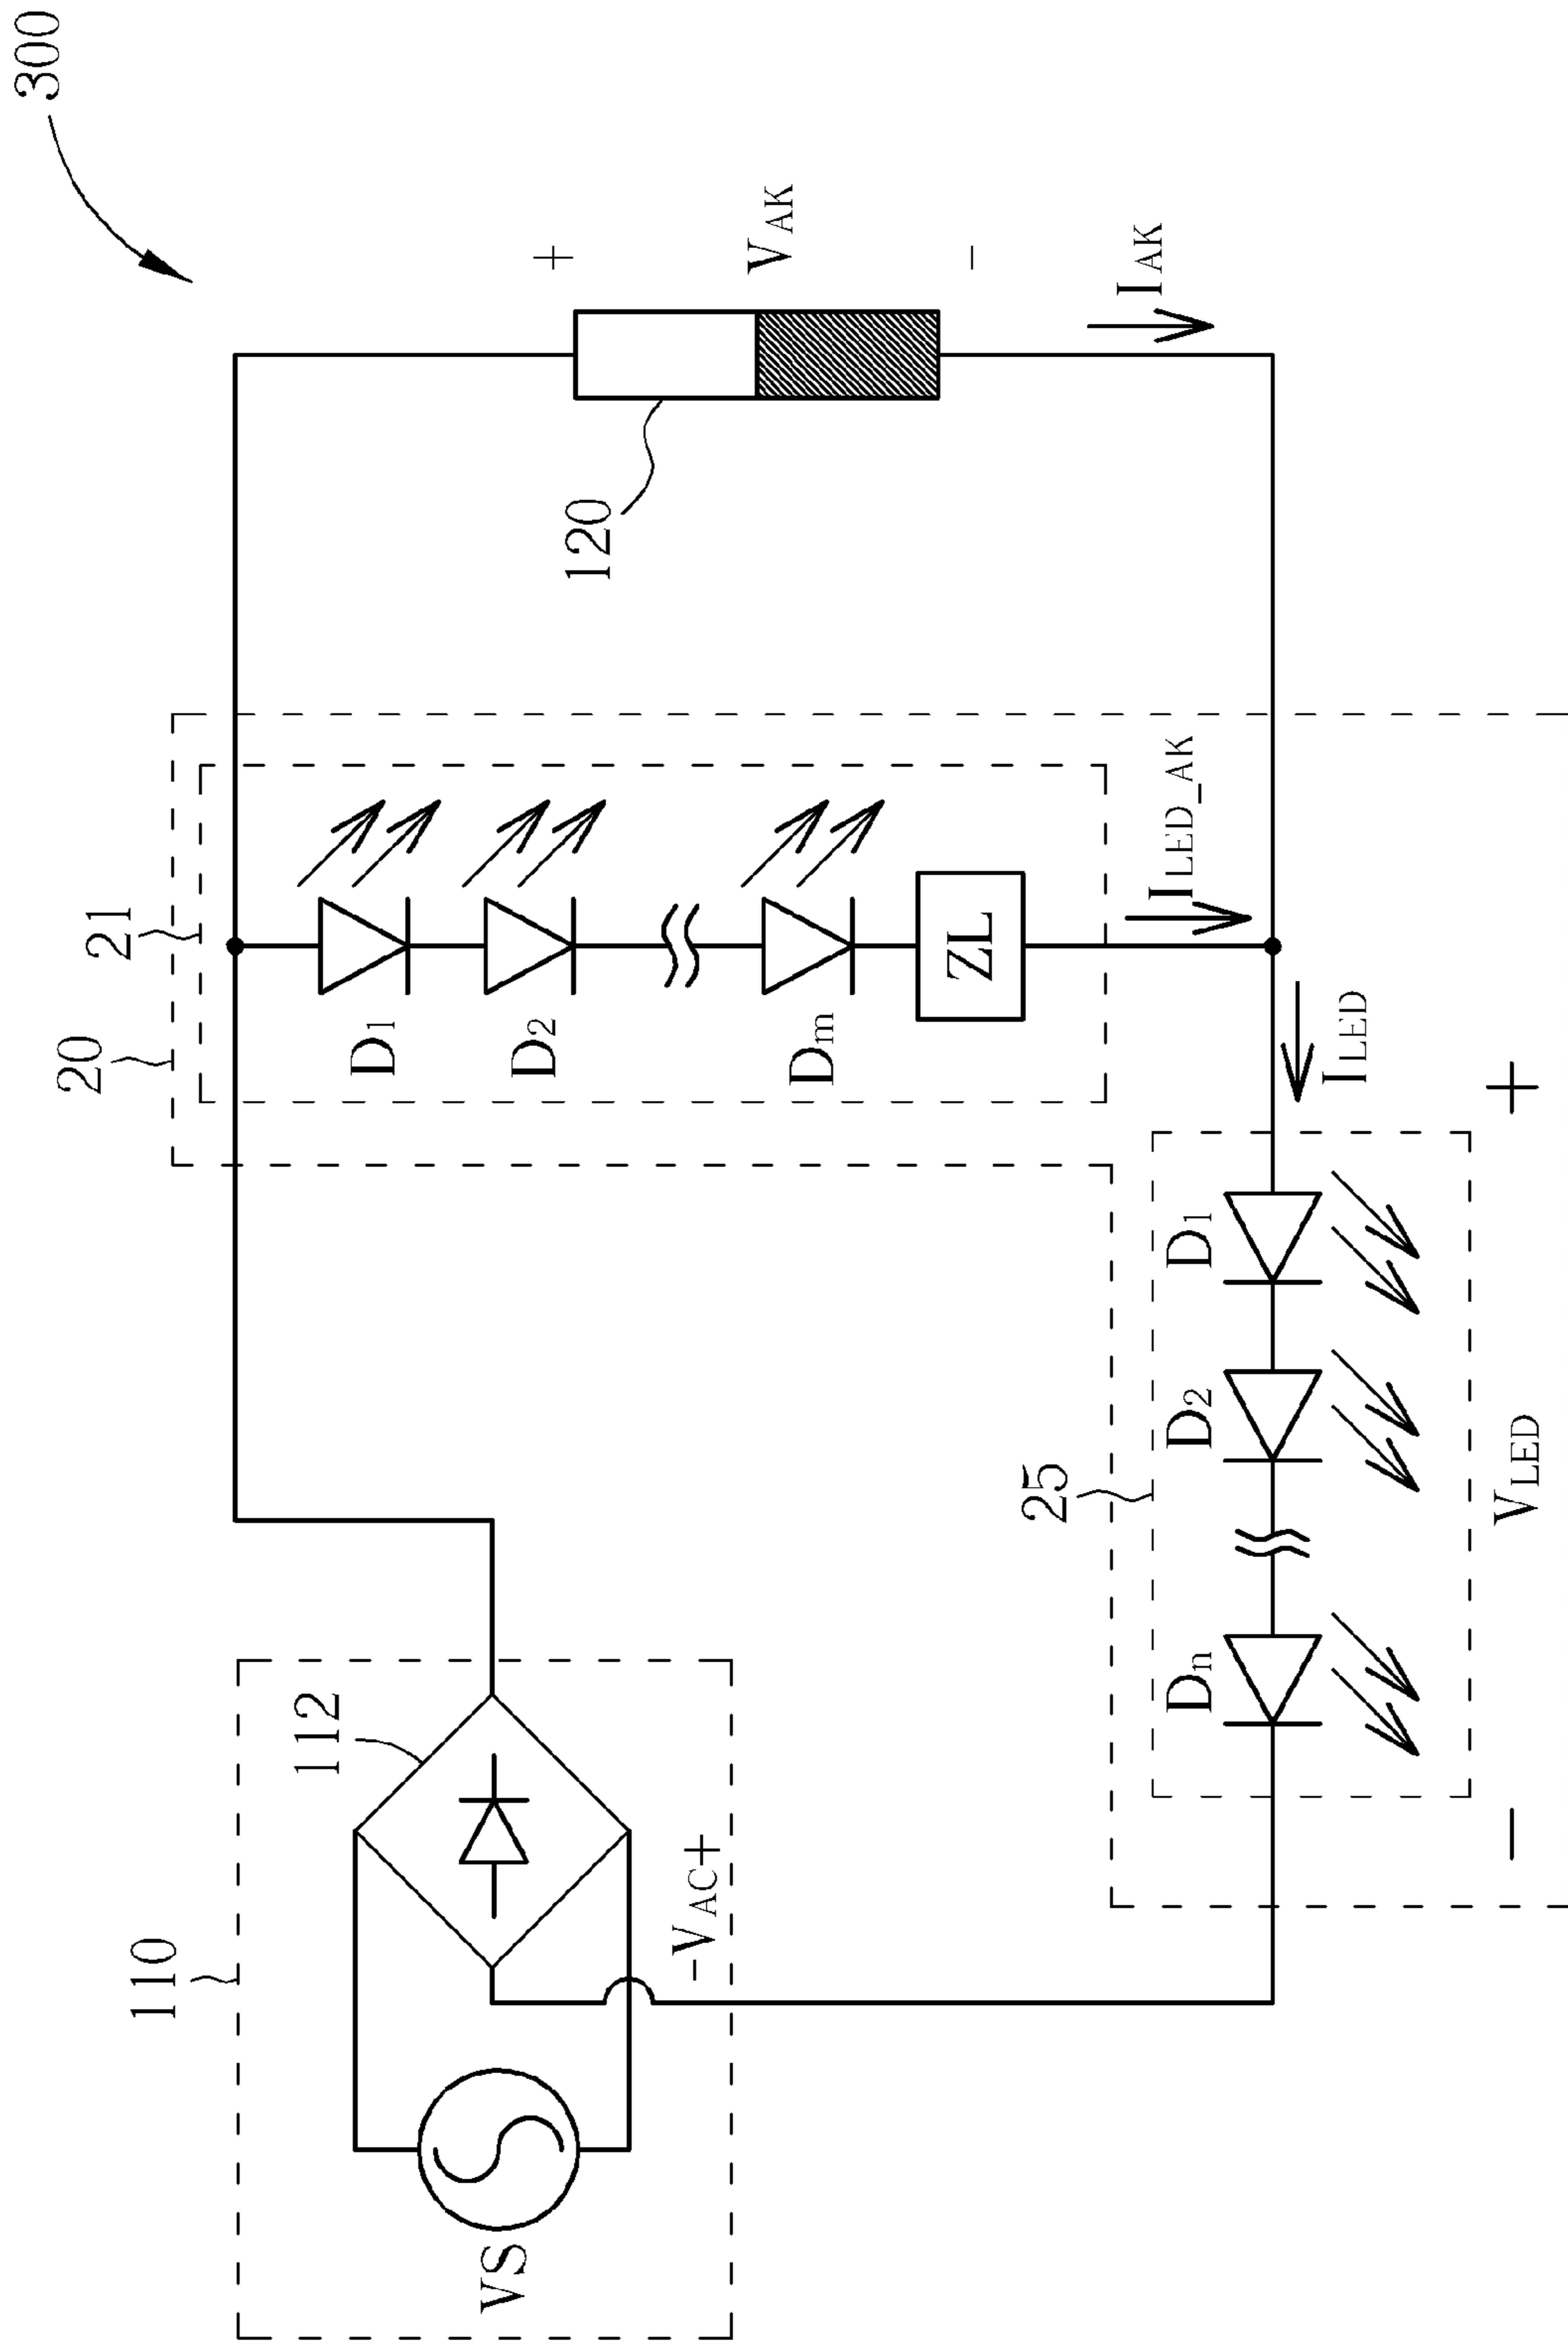 300
110
VS
112
-VAC+
20
21
D1
D2
Dm
ZL
ILED_AK
120
+
VAK
-
IAK
ILED
25
Dn
D2
D1
-
VLED
+